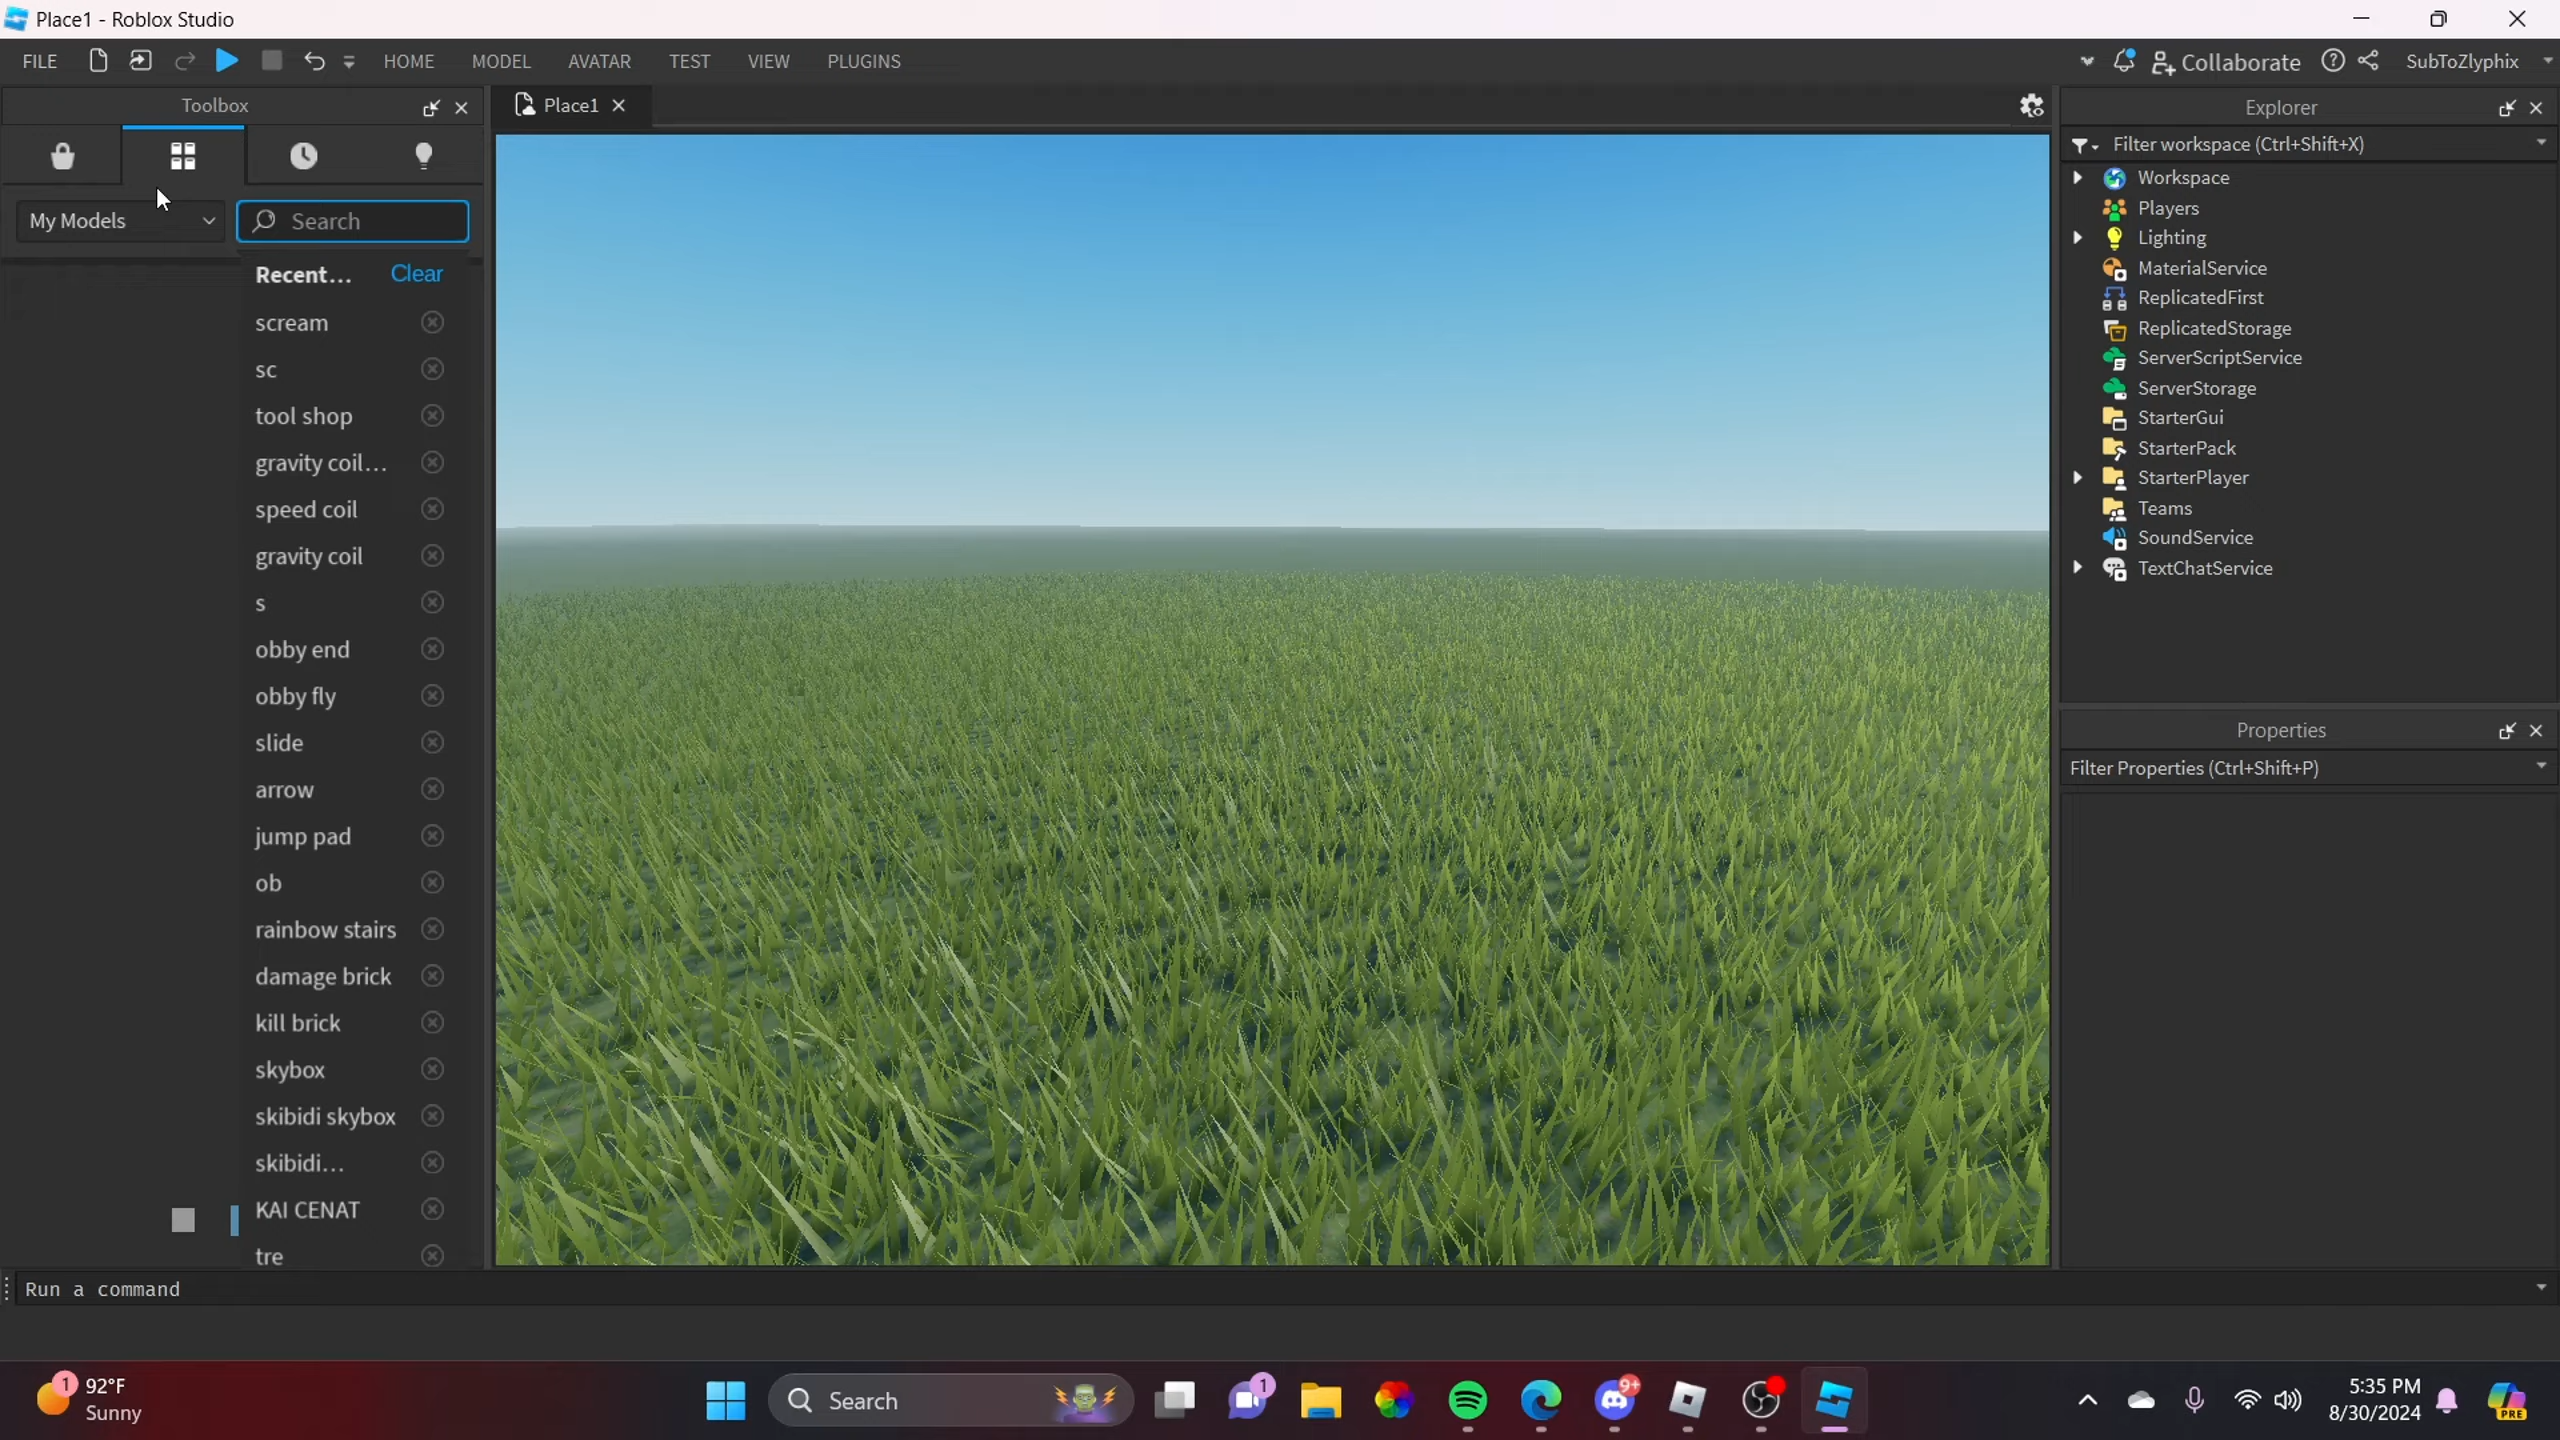 Place1 - Roblox Studio
FILE HOME MODEL AVATAR TEST VIEW PLUGINS Collaborate SubToZlyphix
Toolbox
Place1
Explorer
Filter workspace (Ctrl+Shift+X)
My Models
Search
Recent... Clear
scream
sc
tool shop
gravity coil...
speed coil
gravity coil
s
obby end
obby fly
slide
arrow
jump pad
ob
rainbow stairs
damage brick
kill brick
skybox
skibidi skybox
skibidi...
KAI CENAT
tre
Workspace
Players
Lighting
MaterialService
ReplicatedFirst
ReplicatedStorage
ServerScriptService
ServerStorage
StarterGui
StarterPack
StarterPlayer
Teams
SoundService
TextChatService
Properties
Filter Properties (Ctrl+Shift+P)
Run a command
1
92°F
Sunny
Search
1
9+
5:35 PM
8/30/2024
PRE